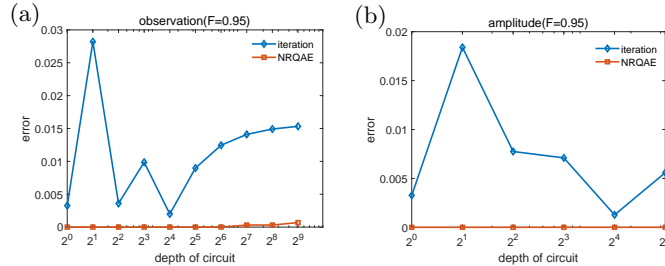 (a)
observation(F=0.95)
0.03
0.025
0.02
0.015
0.01
0.005
0
error
iteration
NRQAE
2^0 2^1 2^2 2^3 2^4 2^5 2^6 2^7 2^8 2^9
depth of circuit
(b)
amplitude(F=0.95)
0.02
0.015
0.01
0.005
0
error
iteration
NRQAE
2^0 2^1 2^2 2^3 2^4
depth of circuit